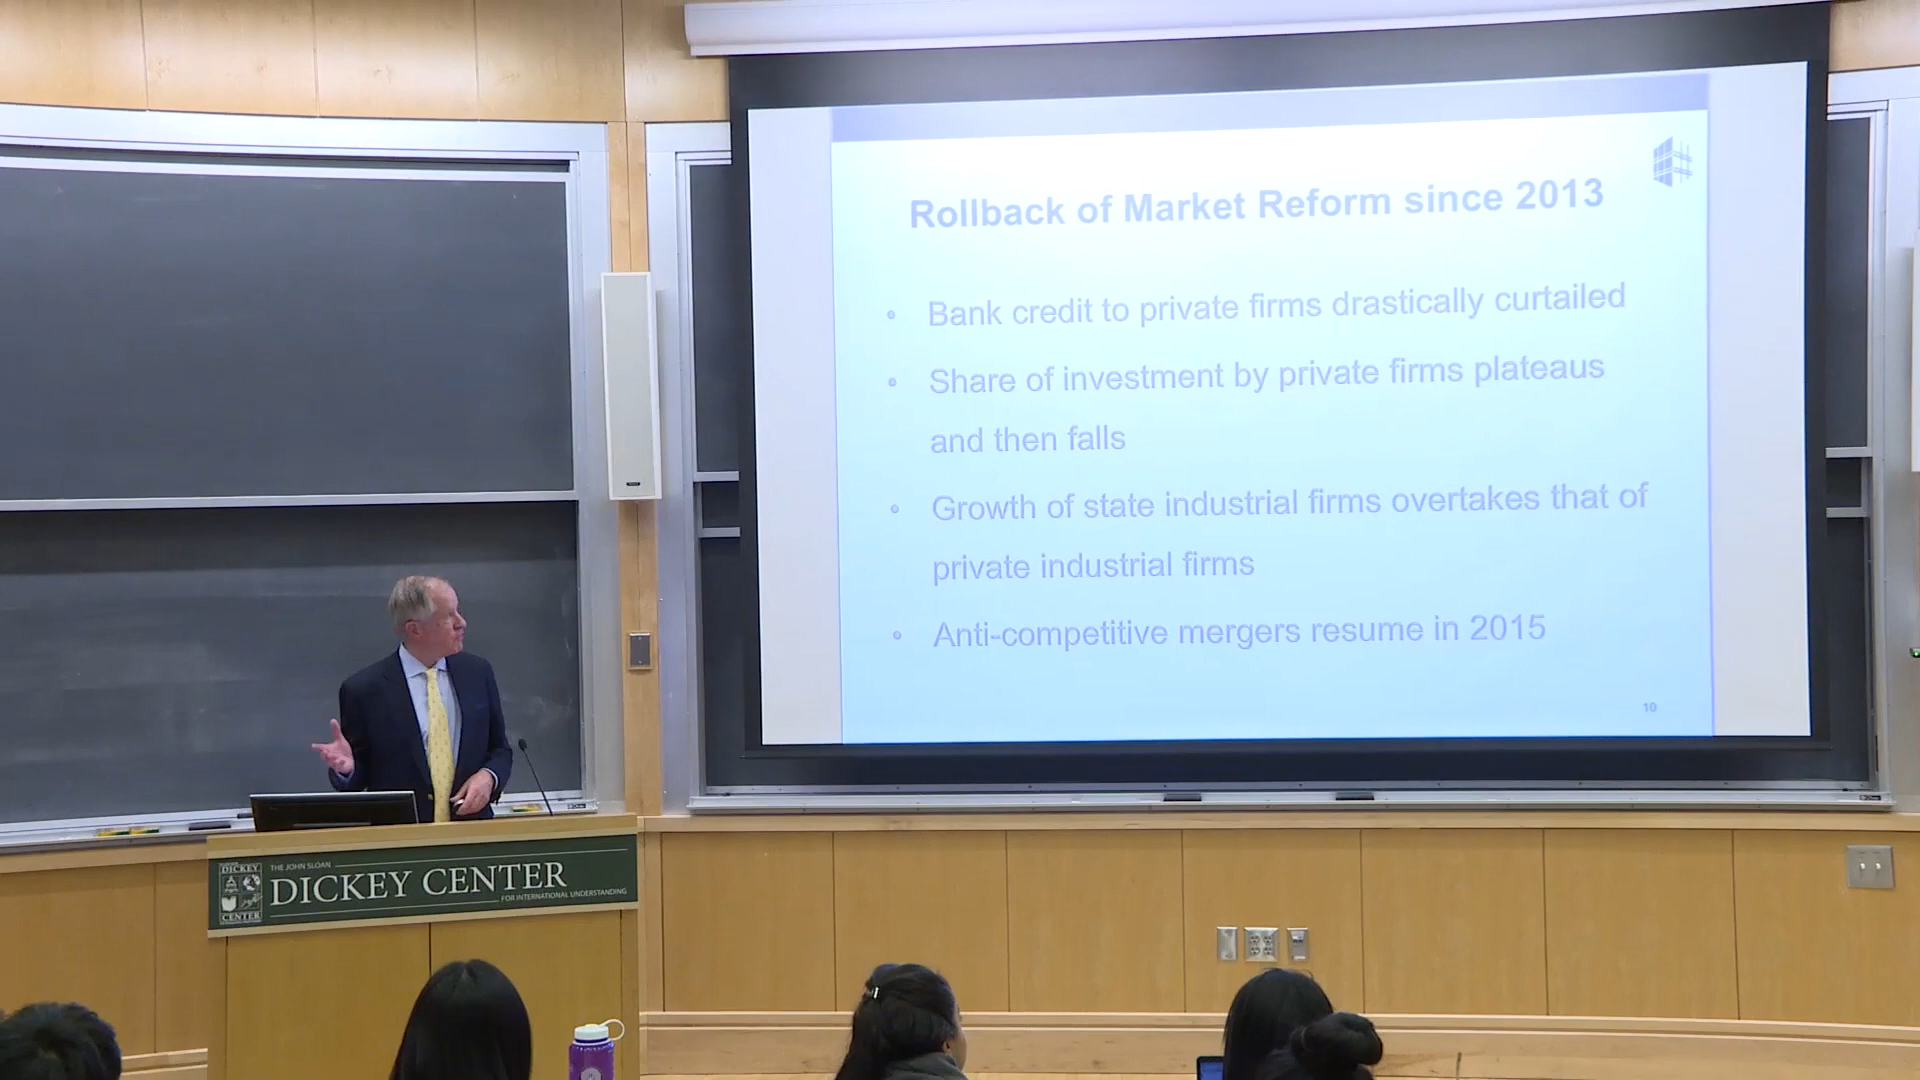 Rollback of Market Reform since 2013
• Bank credit to private firms drastically curtailed
• Share of investment by private firms plateaus
and then falls
• Growth of state industrial firms overtakes that of
private industrial firms
• Anti-competitive mergers resume in 2015
10
DICKEY
CENTER
THE JOHN SLOAN
DICKEY CENTER
FOR INTERNATIONAL UNDERSTANDING